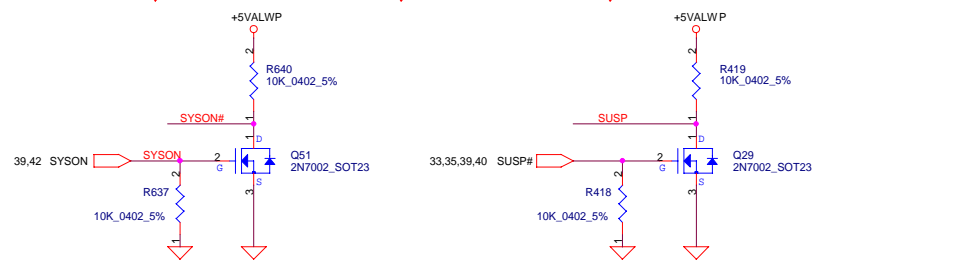 +5VALWP +5VALWP
2 2
R640 R419
10K_0402_5% 10K_0402_5%
1 1
SYSON# SUSP
1 D 1 D
39,42 SYSON SYSON 2 G Q51 33,35,39,40 SUSP# 2 G Q29
2N7002_SOT23 2N7002_SOT23
2 S 2 S
R637 3 R418 3
10K_0402_5% 10K_0402_5%
1 1